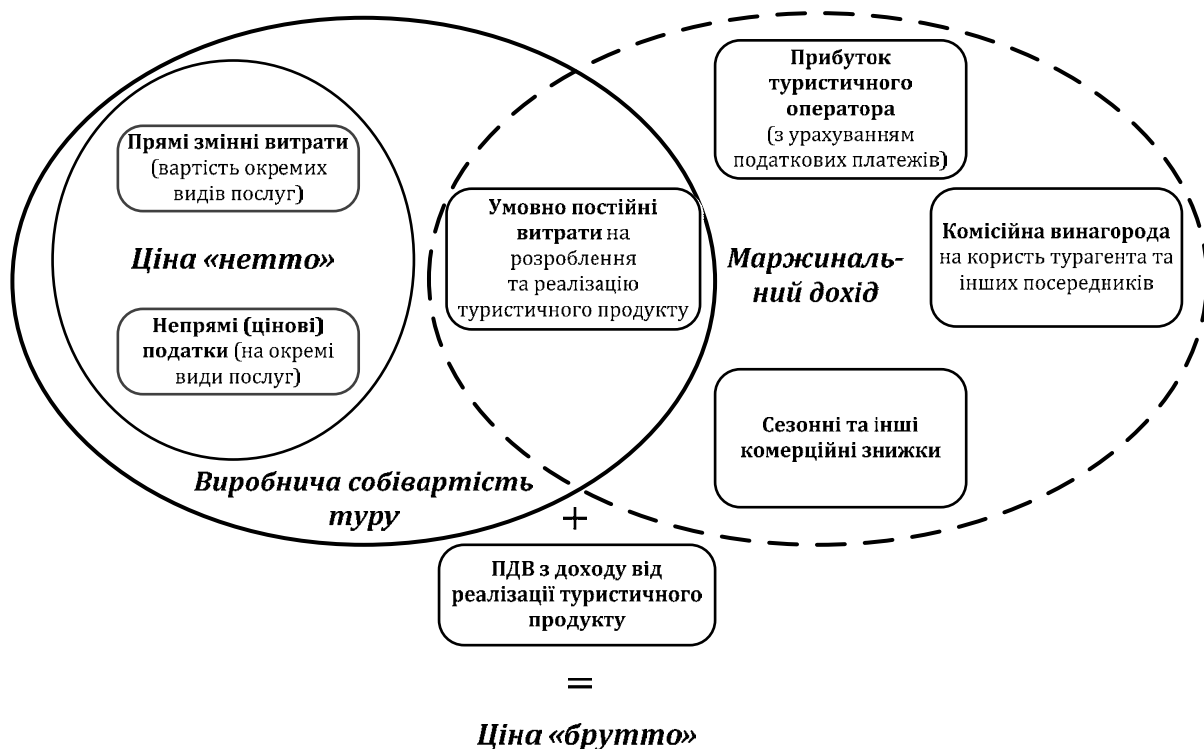 Прямі змінні витрати
(вартість окремих
видів послуг)
Ціна «нетто»
Непрямі (цінові)
податки (на окремі
види послуг)
Виробнича собівартість
туру
Умовно постійні
витрати на
розроблення
та реалізацію
туристичного продукту
Прибуток
туристичного
оператора
(з урахуванням
податкових платежів)
Маржиналь-
ний дохід
Комісійна винагорода
на користь турагента та
інших посередників
Сезонні та інші
комерційні знижки
+
ПДВ з доходу від
реалізації туристичного
продукту
=
Ціна «брутто»